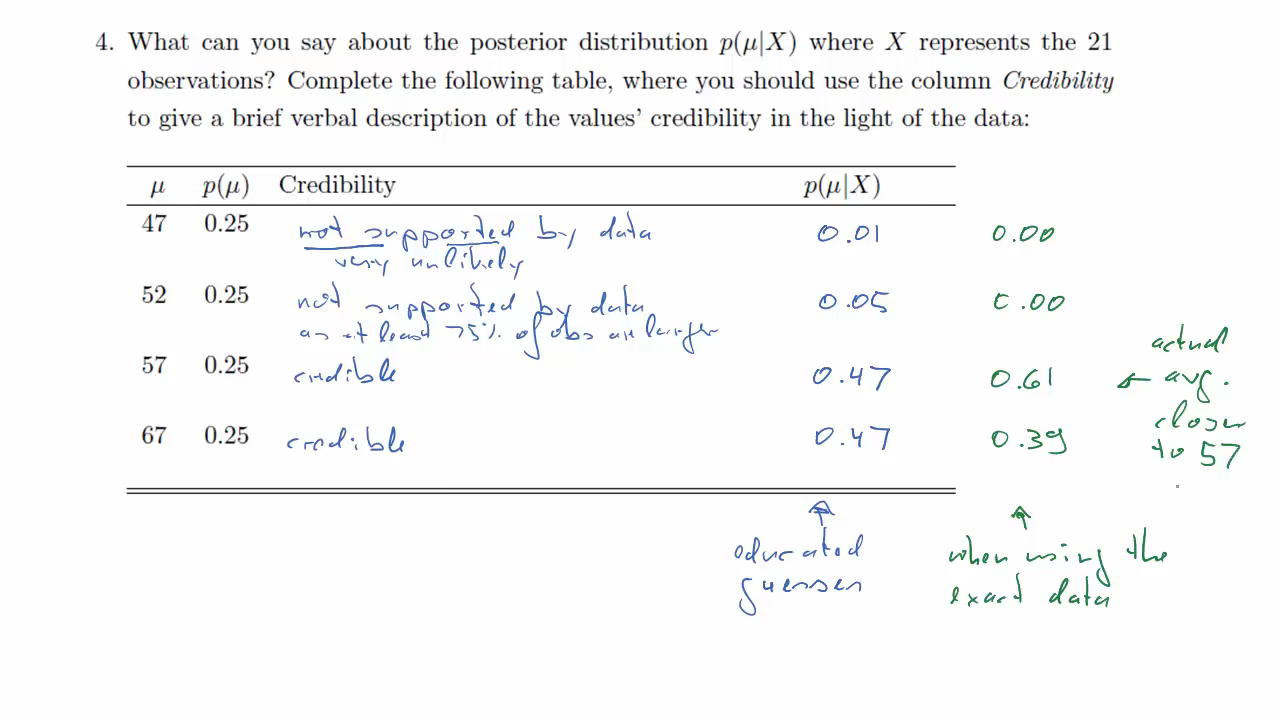 4. What can you say about the posterior distribution p(μ|X) where X represents the 21
observations? Complete the following table, where you should use the column Credibility
to give a brief verbal description of the values' credibility in the light of the data:
μ p(μ) Credibility p(μ|X)
47 0.25 not supported by data 0.01 0.00
very unlikely
52 0.25 not supported by data 0.05 0.00
as at least 75% of obs are larger
actual
57 0.25 credible 0.47 0.61 ← avg.
closer
67 0.25 credible 0.47 0.39 to 57
educated when using the
guesses exact data